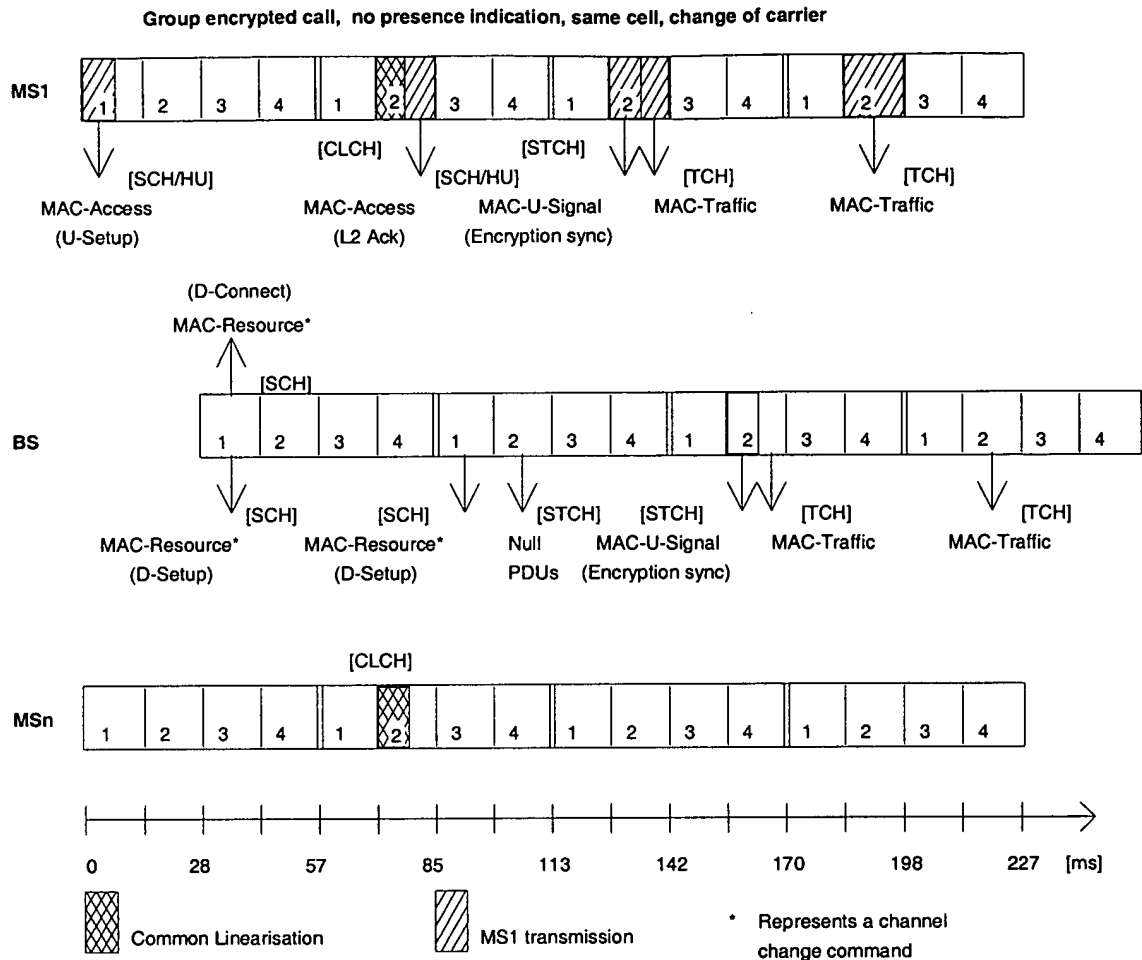 Group encrypted call, no presence indication, same cell, change of carrier
MS1
1 2 3 4 1 2 3 4 1 2 3 4 1 2 3 4
[CLCH] [STCH]
[SCH/HU] [SCH/HU] [TCH] [TCH]
MAC-Access MAC-Access MAC-U-Signal MAC-Traffic MAC-Traffic
(U-Setup) (L2 Ack) (Encryption sync)
(D-Connect)
MAC-Resource*
[SCH]
BS
1 2 3 4 1 2 3 4 1 2 3 4 1 2 3 4
[SCH] [SCH] [STCH] [STCH] [TCH] [TCH]
MAC-Resource* MAC-Resource* Null MAC-U-Signal MAC-Traffic MAC-Traffic
(D-Setup) (D-Setup) PDUs (Encryption sync)
[CLCH]
MSn
1 2 3 4 1 2 3 4 1 2 3 4 1 2 3 4
0 28 57 85 113 142 170 198 227 [ms]
Common Linearisation
MS1 transmission
* Represents a channel
change command